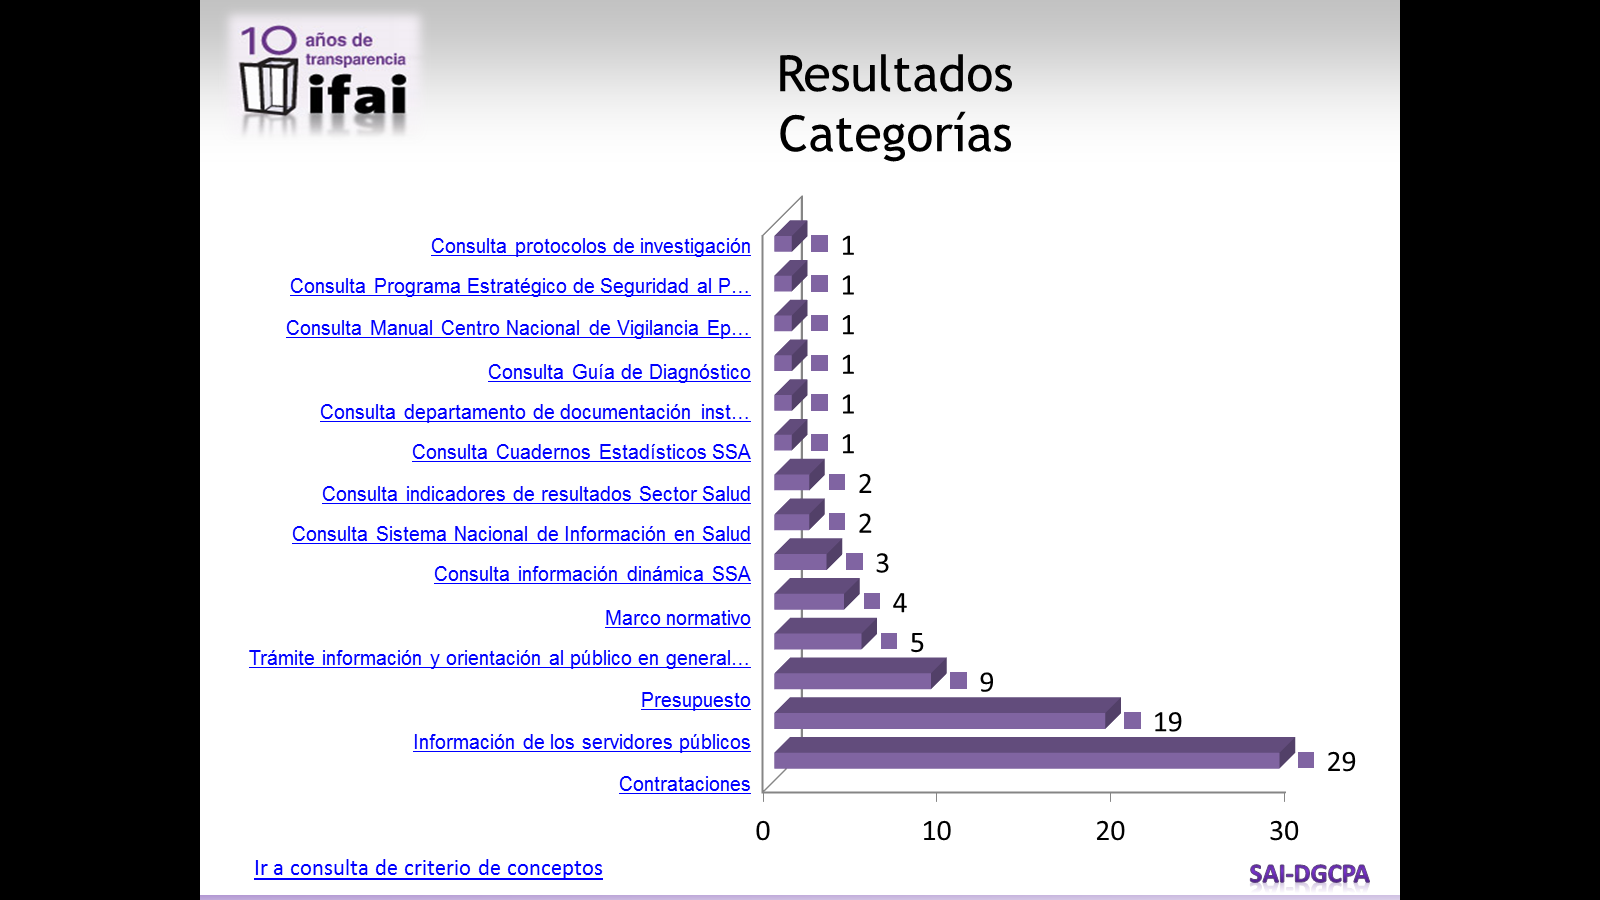 10 años de
transparencia
ifai
Resultados
Categorías
Consulta protocolos de investigación 1
Consulta Programa Estratégico de Seguridad al P… 1
Consulta Manual Centro Nacional de Vigilancia Ep… 1
Consulta Guía de Diagnóstico 1
Consulta departamento de documentación inst… 1
Consulta Cuadernos Estadísticos SSA 1
Consulta indicadores de resultados Sector Salud 2
Consulta Sistema Nacional de Información en Salud 2
Consulta información dinámica SSA 3
Marco normativo 4
Trámite información y orientación al público en general… 5
Presupuesto 9
Información de los servidores públicos 19
Contrataciones 29
0 10 20 30
Ir a consulta de criterio de conceptos
SAI-DGCPA